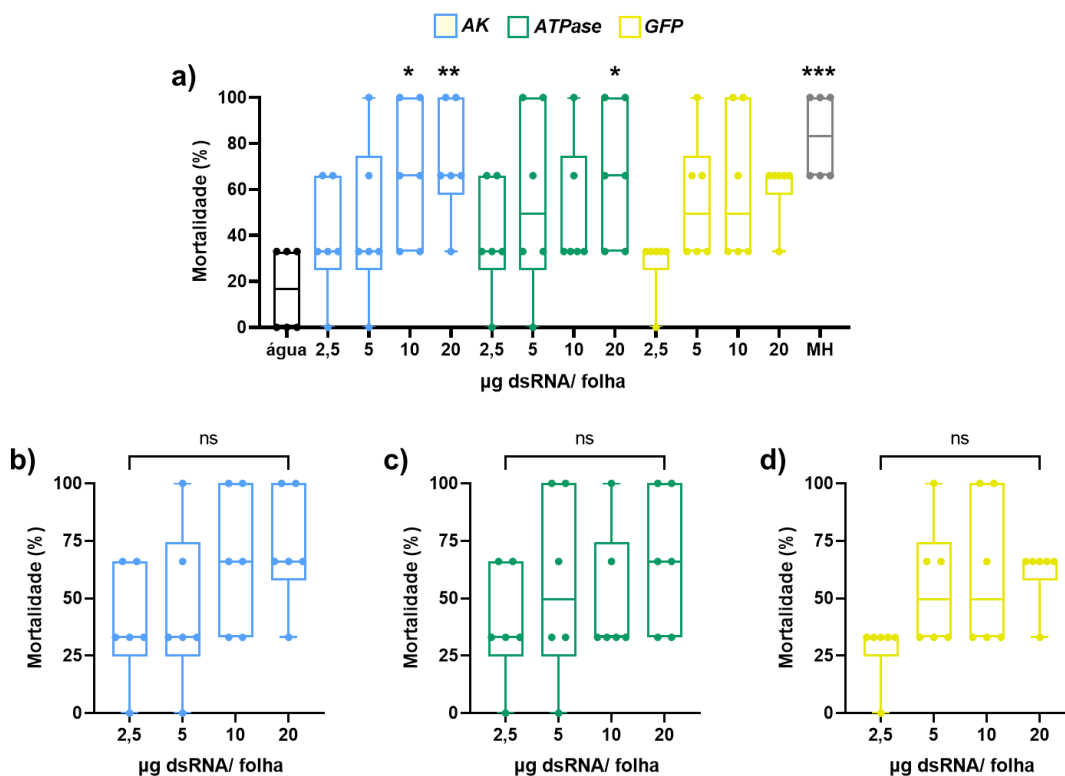 AK ATPase GFP
a)
* ** * ***
Mortalidade (%)
100
80
60
40
20
0
água 2,5 5 10 20 2,5 5 10 20 2,5 5 10 20 MH
µg dsRNA/ folha
b)
ns
Mortalidade (%)
100
75
50
25
0
2,5 5 10 20
µg dsRNA/ folha
c)
ns
Mortalidade (%)
100
75
50
25
0
2,5 5 10 20
µg dsRNA/ folha
d)
ns
Mortalidade (%)
100
75
50
25
0
2,5 5 10 20
µg dsRNA/ folha